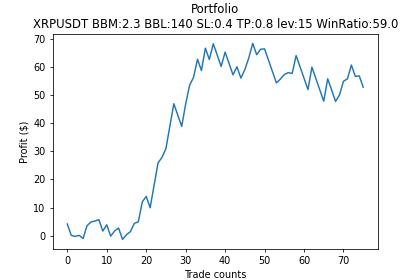 Portfolio
XRPUSDT BBM:2.3 BBL:140 SL:0.4 TP:0.8 lev:15 WinRatio:59.0
70
60
50
40
30
20
10
0
Profit ($)
0 10 20 30 40 50 60 70
Trade counts